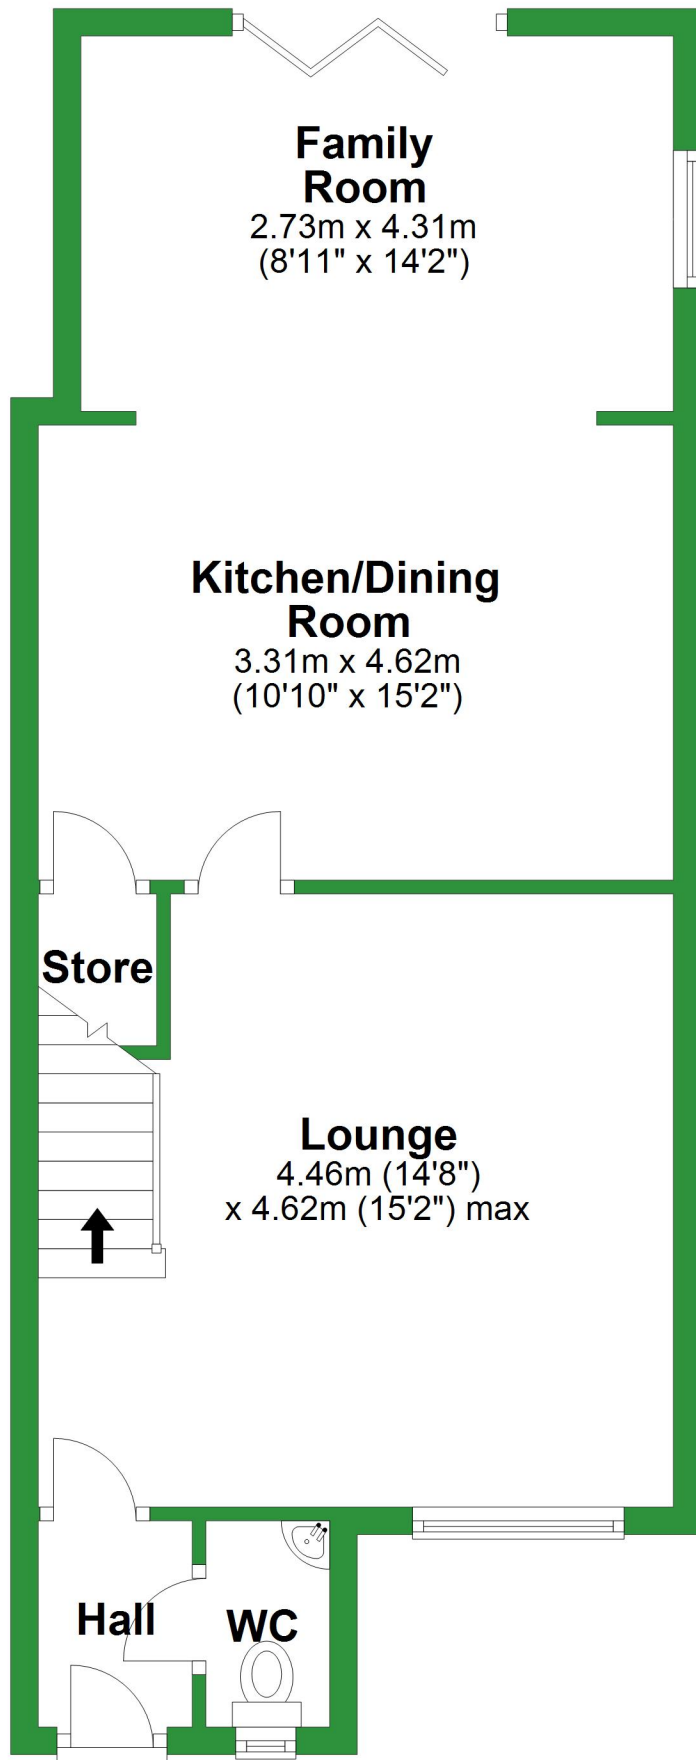 Family
Room
2.73m x 4.31m
(8'11" x 14'2")
Kitchen/Dining
Room
3.31m x 4.62m
(10'10" x 15'2")
Store
Lounge
4.46m (14'8")
x 4.62m (15'2") max
Hall
WC